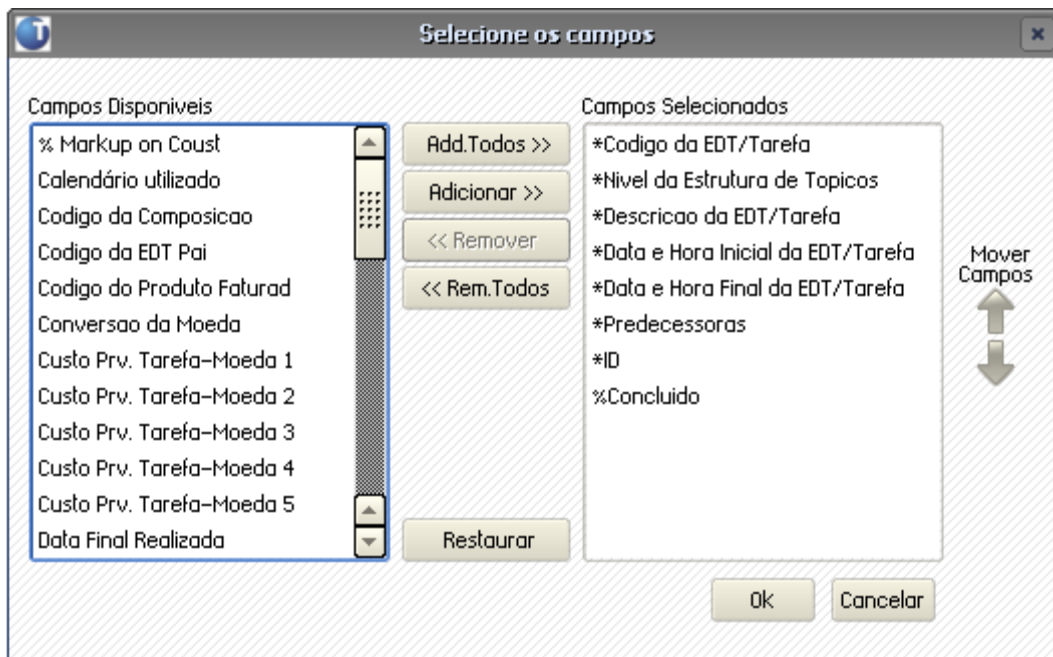 Selecione os campos
Campos Disponiveis
% Markup on Coust
Calendário utilizado
Codigo da Composicao
Codigo da EDT Pai
Codigo do Produto Faturad
Conversao da Moeda
Custo Prv. Tarefa-Moeda 1
Custo Prv. Tarefa-Moeda 2
Custo Prv. Tarefa-Moeda 3
Custo Prv. Tarefa-Moeda 4
Custo Prv. Tarefa-Moeda 5
Data Final Realizada
Add.Todos >>
Adicionar >>
<< Remover
<< Rem.Todos
Restaurar
Campos Selecionados
*Codigo da EDT/Tarefa
*Nivel da Estrutura de Topicos
*Descricao da EDT/Tarefa
*Data e Hora Inicial da EDT/Tarefa
*Data e Hora Final da EDT/Tarefa
*Predecessoras
*ID
%Concluido
Mover
Campos
Ok
Cancelar